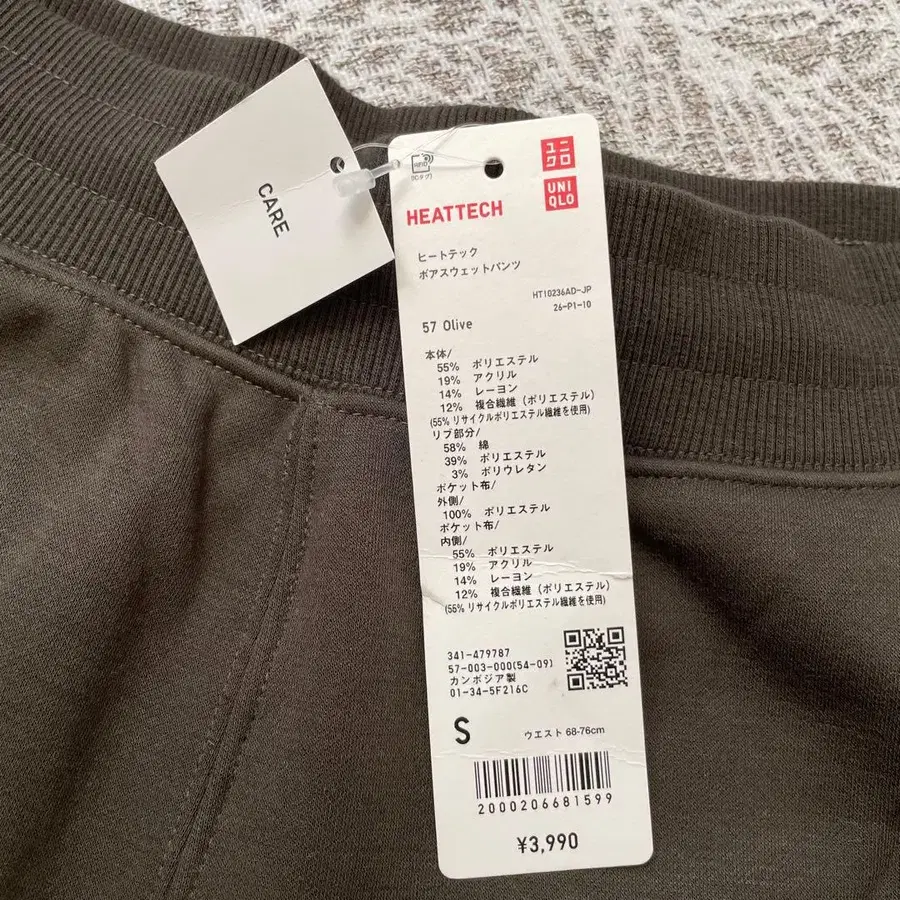 CARE
RFID
(ICタグ)
ユニ
クロ
UNI
QLO
HEATTECH
ヒートテック
ボアスウェットパンツ
HT10236AD-JP
26-P1-10
57 Olive
本体/
55% ポリエステル
19% アクリル
14% レーヨン
12% 複合繊維(ポリエステル)
(55% リサイクルポリエステル繊維を使用)
リブ部分/
58% 綿
39% ポリエステル
3% ポリウレタン
ポケット布/
外側/
100% ポリエステル
ポケット布/
内側/
55% ポリエステル
19% アクリル
14% レーヨン
12% 複合繊維(ポリエステル)
(55% リサイクルポリエステル繊維を使用)
341-479787
57-003-000(54-09)
カンボジア製
01-34-5F216C
S ウエスト 68-76cm
2000206681599
¥3,990